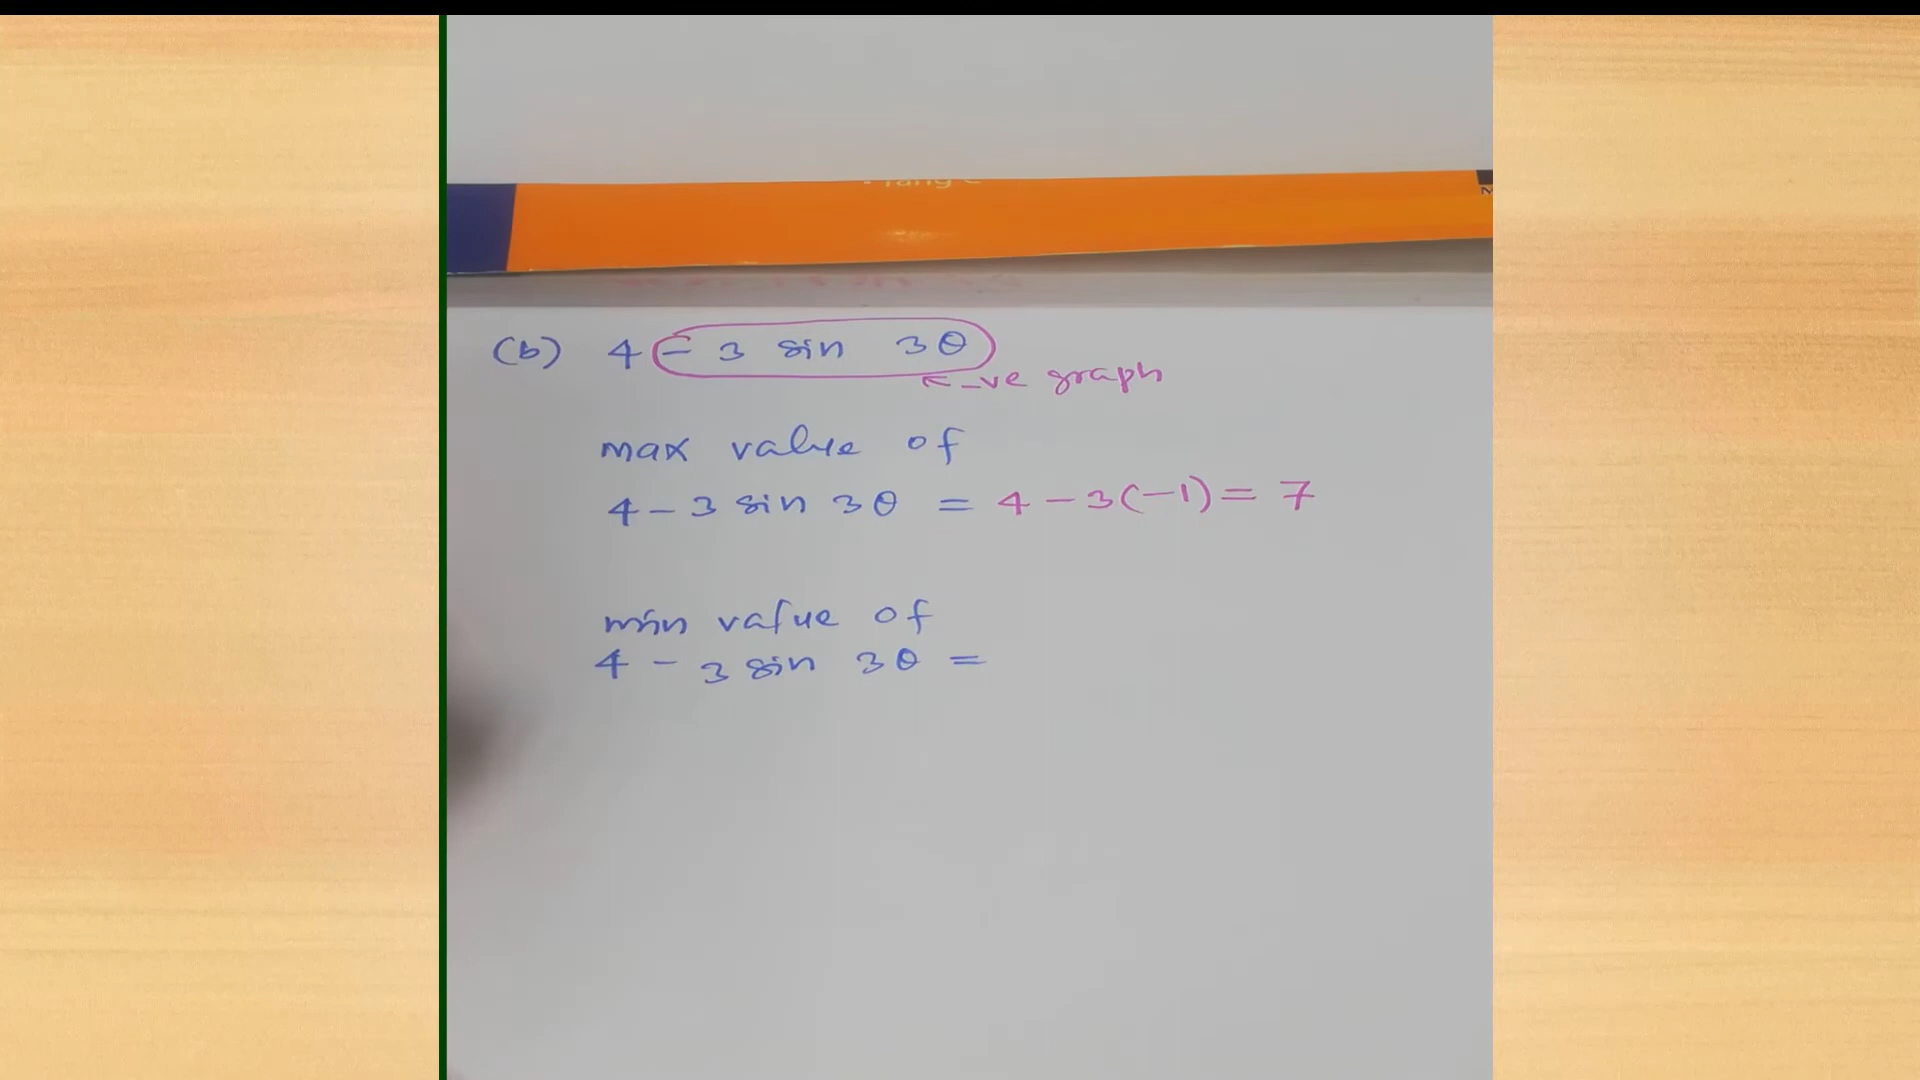 (b) 4 - 3 sin 3θ
← -ve graph
max value of
4 - 3 sin 3θ = 4 - 3(-1) = 7
min value of
4 - 3 sin 3θ =